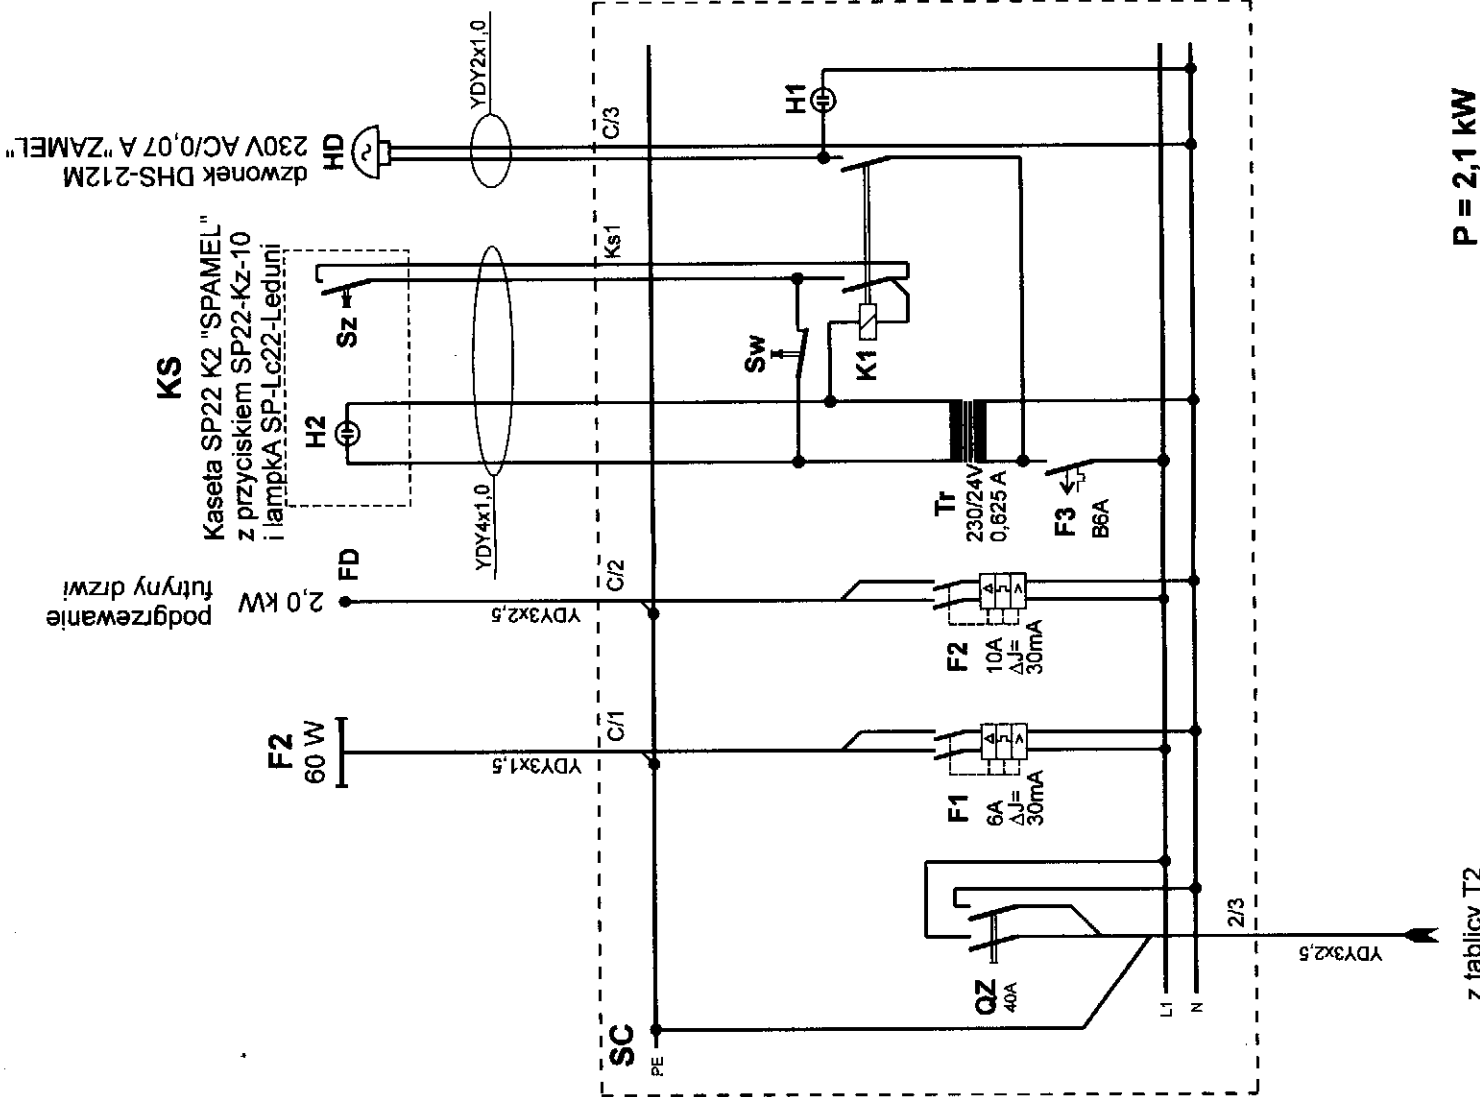 dzwonek DHS-212M
230V AC/0,07 A "ZAMEL"
HD
YDY2x1,0
C/3
H1
KS
Kaseta SP22 K2 "SPAMEL"
z przyciskiem SP22-Kz-10
i lampkA SP-Lc22-Leduni
Sz
H2
YDY4x1,0
Ks1
Sw
K1
Tr
230/24V
0,625 A
F3
B6A
podgrzewanie
futryny drzwi
2,0 kW
FD
YDY3x2,5
C/2
F2
10A
ΔJ=
30mA
F2
60 W
YDY3x1,5
C/1
F1
6A
ΔJ=
30mA
SC
PE
QZ
40A
L1
N
2/3
YDY3x2,5
z tablicy T2
P = 2,1 kW